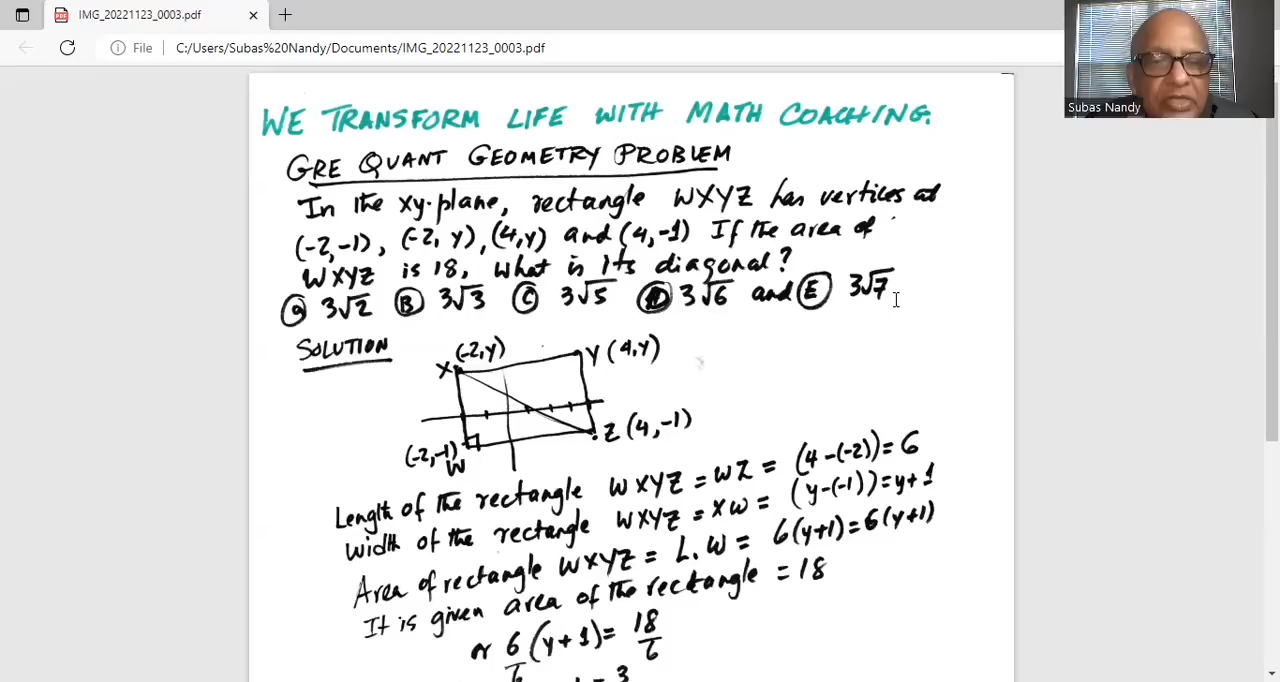 IMG_20221123_0003.pdf
File
C:/Users/Subas%20Nandy/Documents/IMG_20221123_0003.pdf
Subas Nandy
WE TRANSFORM LIFE WITH MATH COACHING.
GRE QUANT GEOMETRY PROBLEM
In the xy-plane, rectangle WXYZ has vertices at
(-2,-1), (-2, y), (4,y) and (4,-1) If the area of
WXYZ is 18, what is its diagonal?
(a) 3√2 (B) 3√3 (C) 3√5 (D) 3√6 and (E) 3√7
SOLUTION
X (-2,y)
Y (4,y)
(-2,-1) W
Z (4,-1)
Length of the rectangle WXYZ = WZ = (4-(-2)) = 6
Width of the rectangle WXYZ = XW = (y-(-1)) = y+1
Area of rectangle WXYZ = L.W = 6(y+1) = 6(y+1)
It is given area of the rectangle = 18
or 6/6 (y+1) = 18/6
= 3